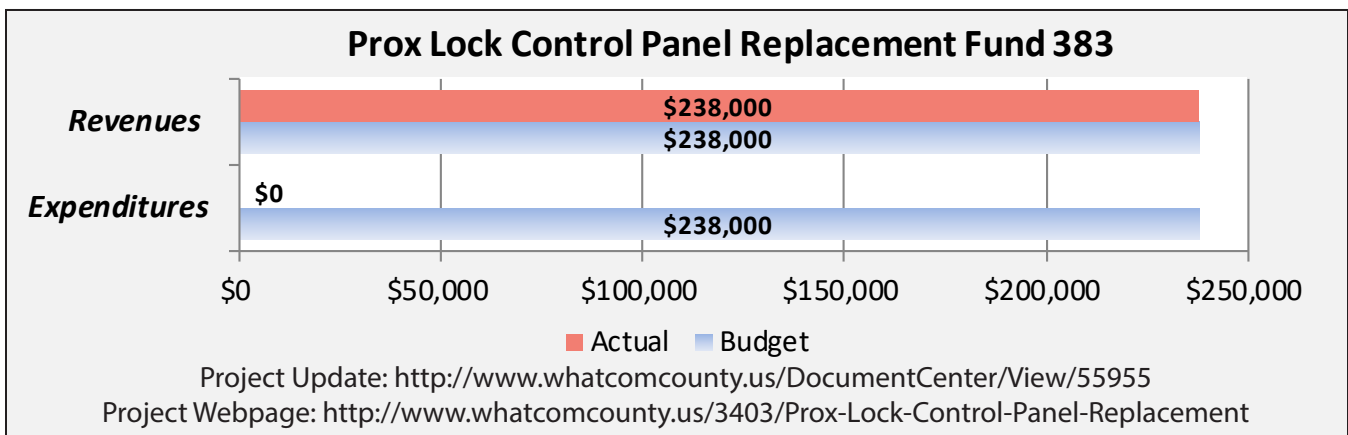 Prox Lock Control Panel Replacement Fund 383
Revenues
$238,000
$238,000
Expenditures
$0
$238,000
$0 $50,000 $100,000 $150,000 $200,000 $250,000
Actual Budget
Project Update: http://www.whatcomcounty.us/DocumentCenter/View/55955
Project Webpage: http://www.whatcomcounty.us/3403/Prox-Lock-Control-Panel-Replacement